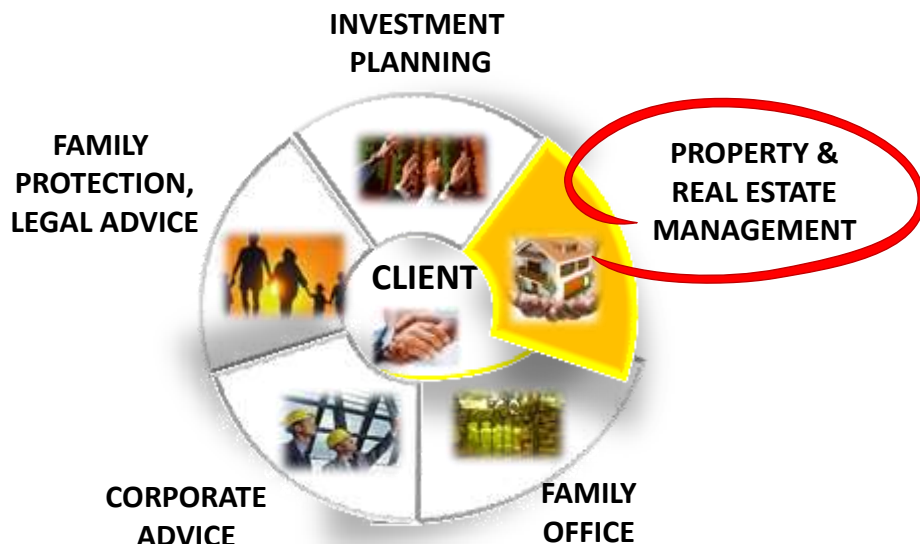 INVESTMENT
PLANNING
FAMILY
PROTECTION,
LEGAL ADVICE
PROPERTY &
REAL ESTATE
MANAGEMENT
CLIENT
CORPORATE
ADVICE
FAMILY
OFFICE